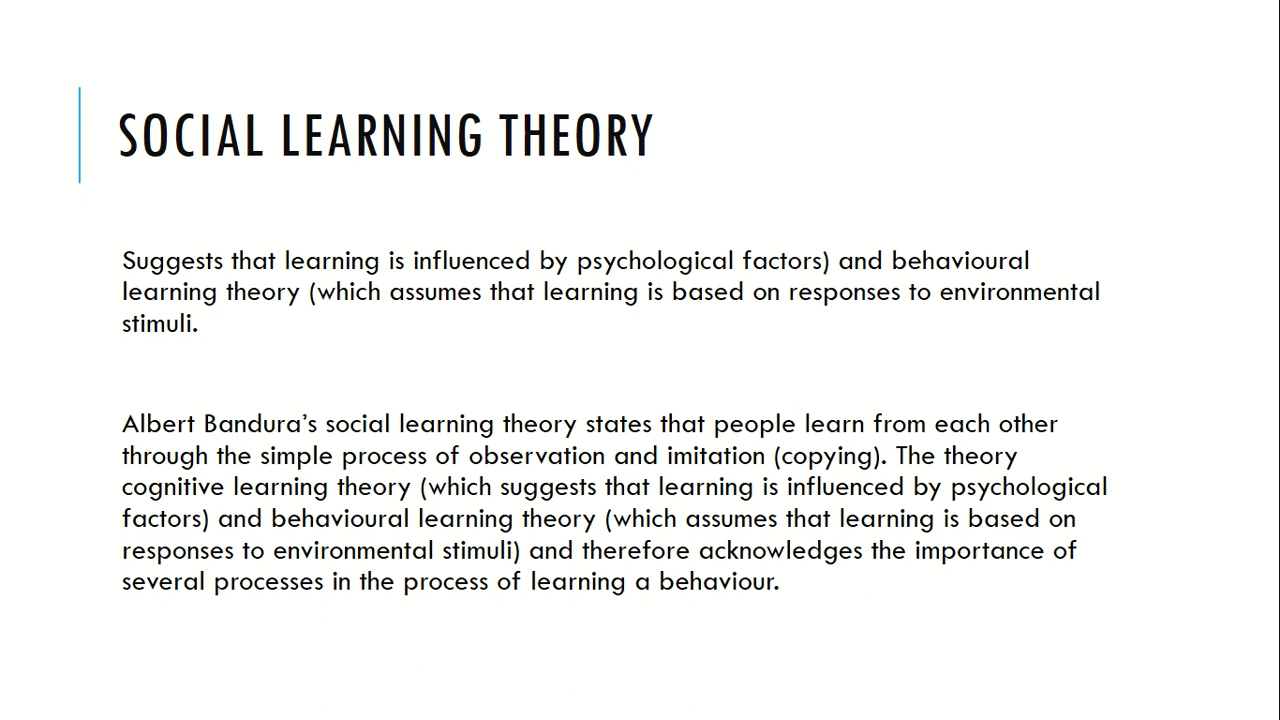 SOCIAL LEARNING THEORY
Suggests that learning is influenced by psychological factors) and behavioural
learning theory (which assumes that learning is based on responses to environmental
stimuli.
Albert Bandura’s social learning theory states that people learn from each other
through the simple process of observation and imitation (copying). The theory
cognitive learning theory (which suggests that learning is influenced by psychological
factors) and behavioural learning theory (which assumes that learning is based on
responses to environmental stimuli) and therefore acknowledges the importance of
several processes in the process of learning a behaviour.